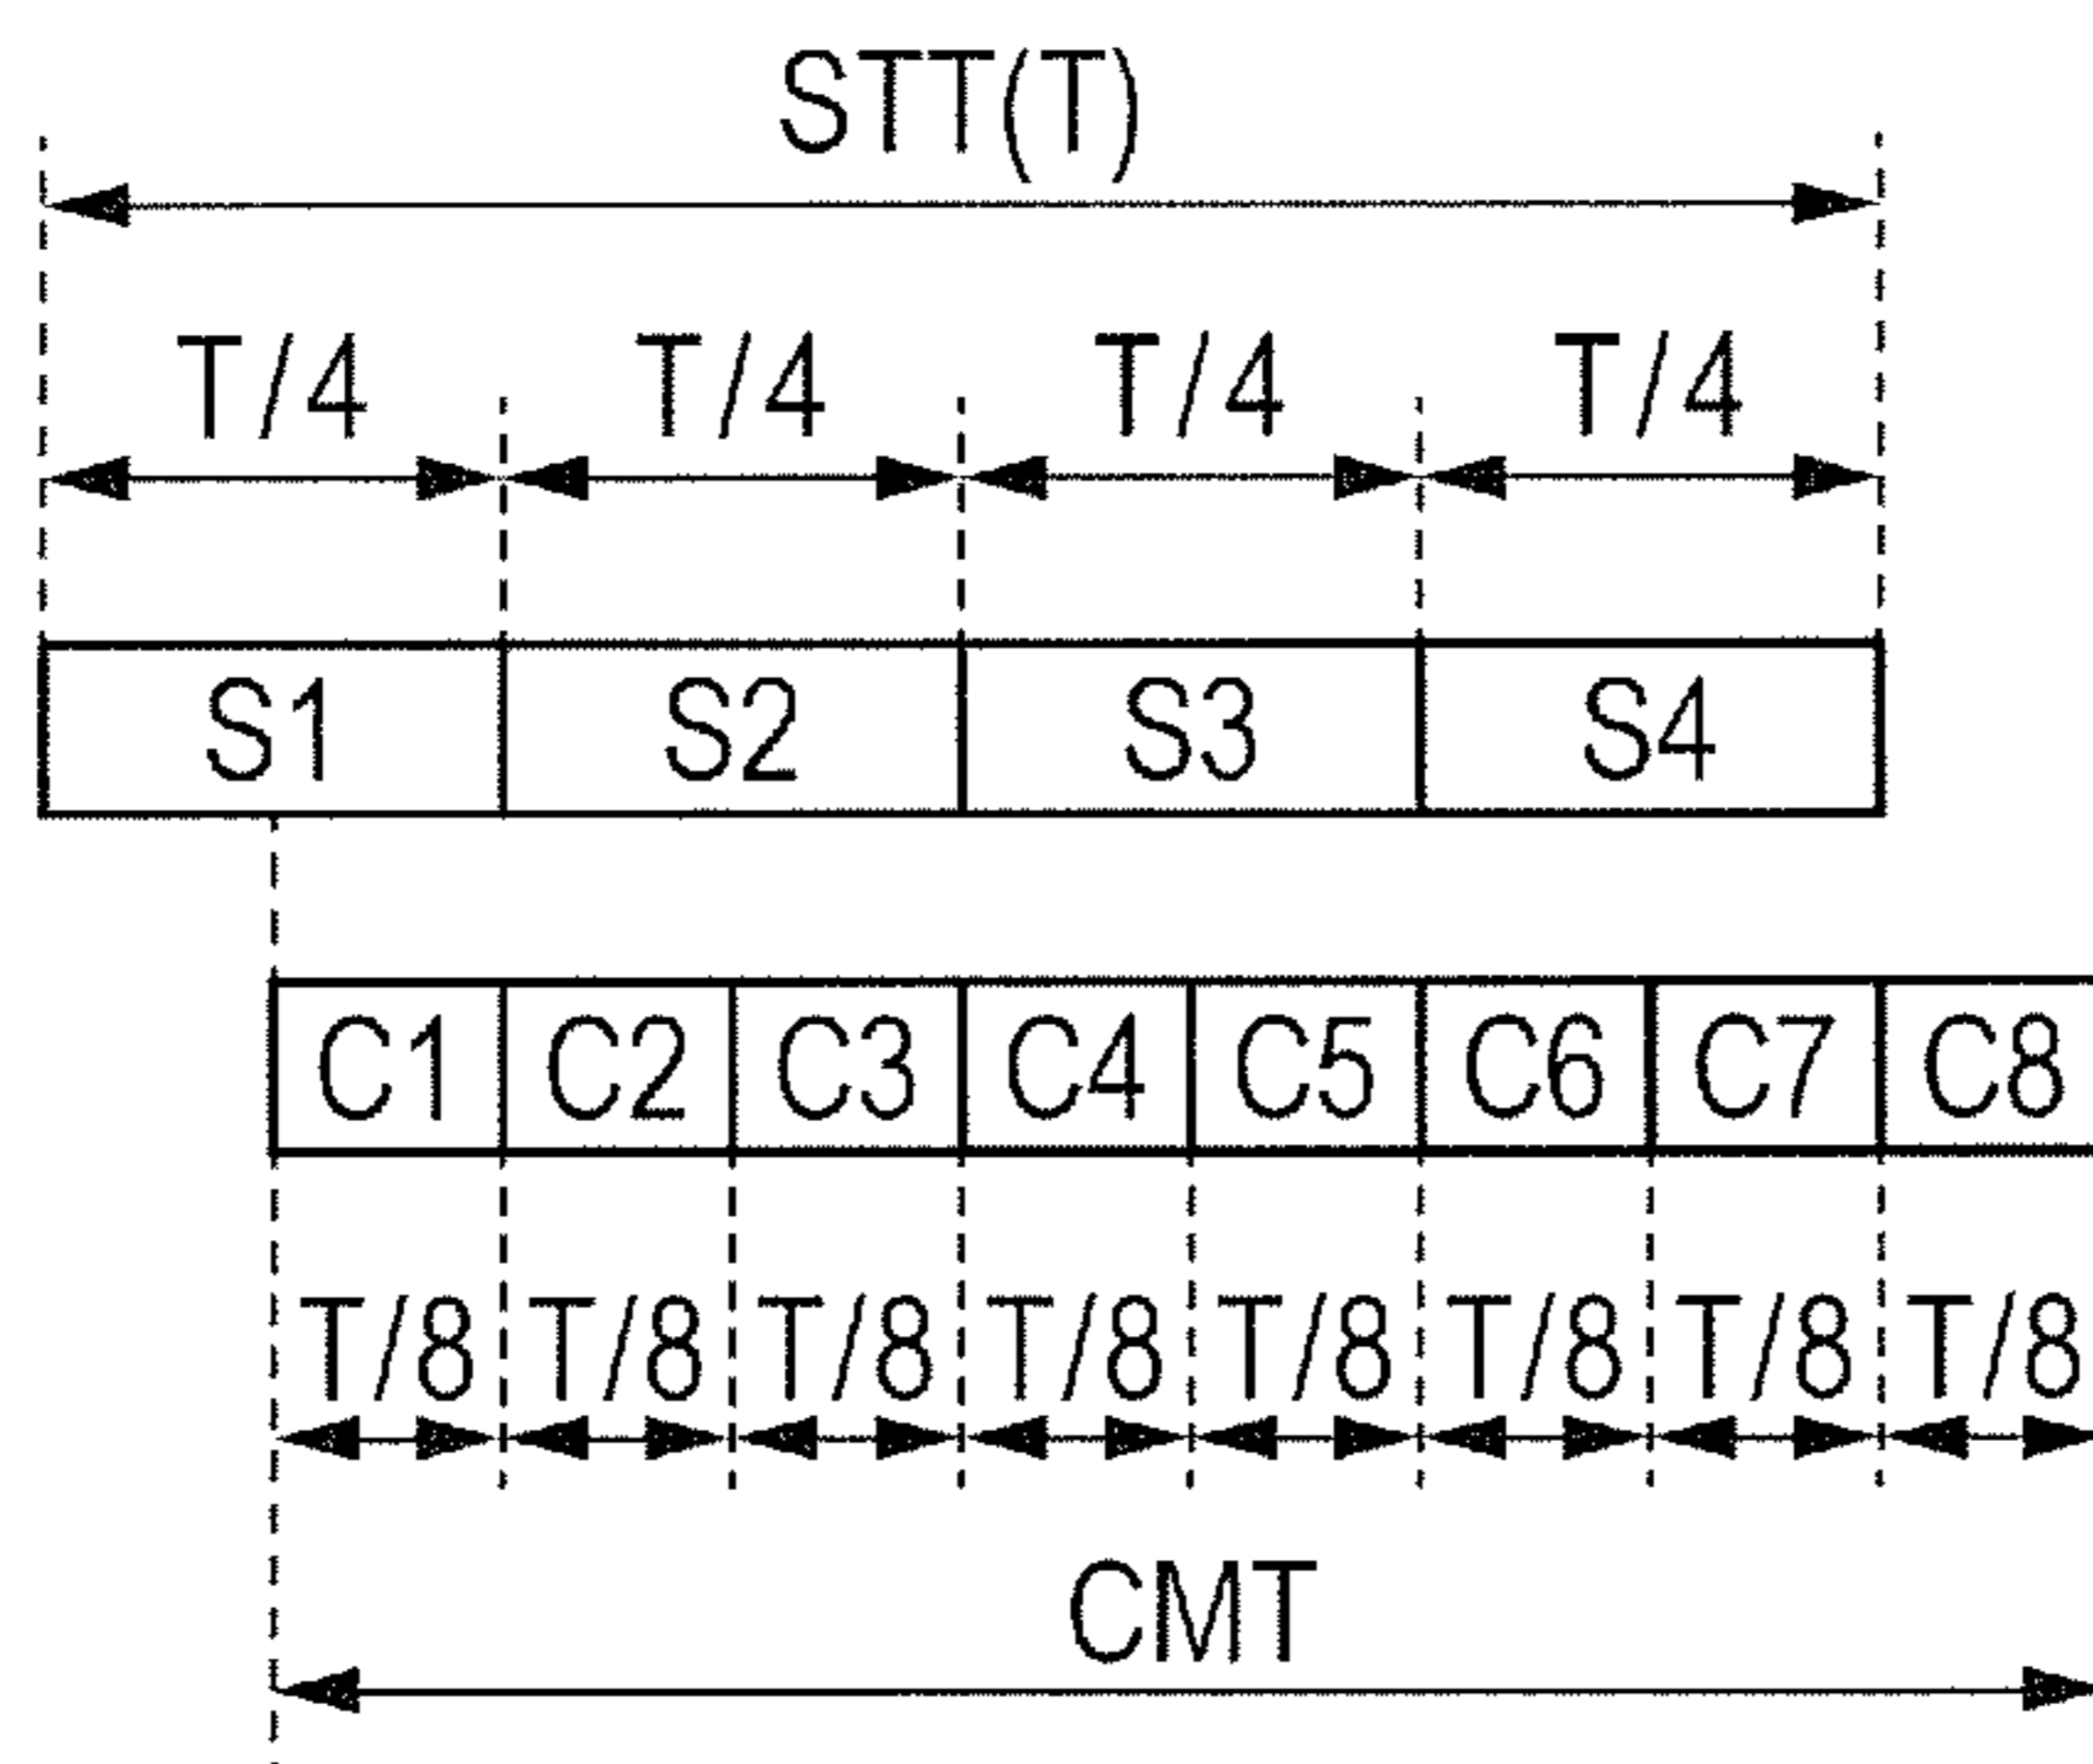 STT(T)
T/4 T/4 T/4 T/4
S1 S2 S3 S4
C1 C2 C3 C4 C5 C6 C7 C8
T/8 T/8 T/8 T/8 T/8 T/8 T/8 T/8
CMT